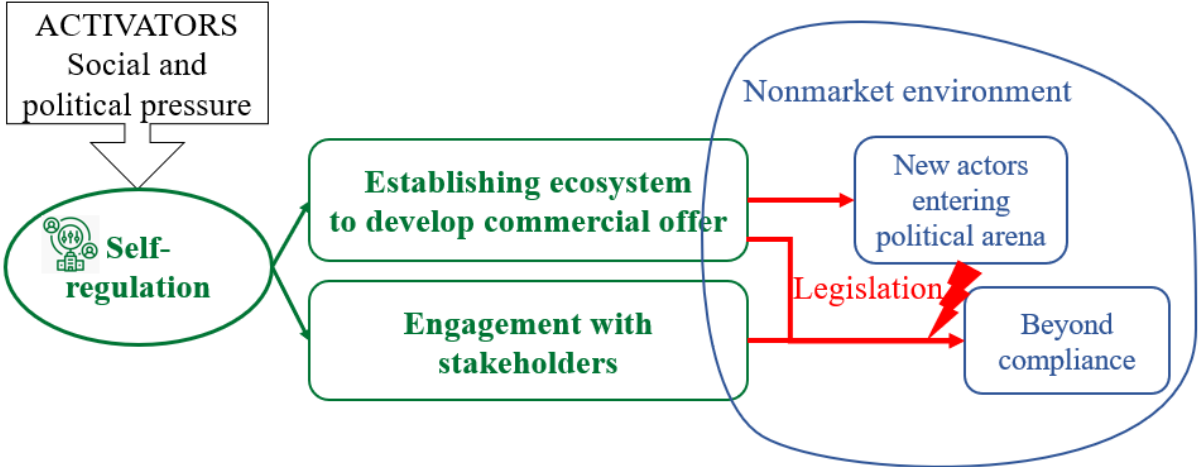 ACTIVATORS
Social and
political pressure
Self-
regulation
Establishing ecosystem
to develop commercial offer
Engagement with
stakeholders
Nonmarket environment
New actors
entering
political arena
Legislation
Beyond
compliance